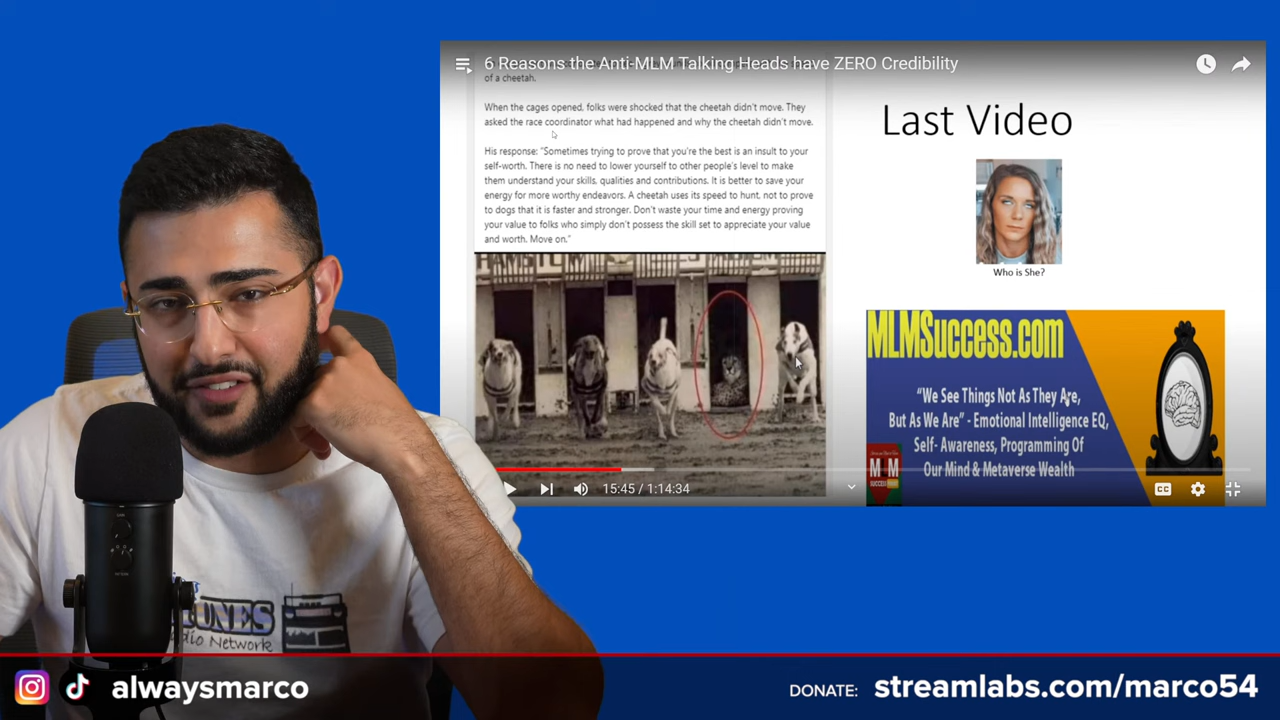 6 Reasons the Anti-MLM Talking Heads have ZERO Credibility
of a cheetah.
When the cages opened, folks were shocked that the cheetah didn't move. They
asked the race coordinator what had happened and why the cheetah didn't move.
His response: "Sometimes trying to prove that you're the best is an insult to your
self-worth. There is no need to lower yourself to other people's level to make
them understand your skills, qualities and contributions. It is better to save your
energy for more worthy endeavors. A cheetah uses its speed to hunt, not to prove
to dogs that it is faster and stronger. Don't waste your time and energy proving
your value to folks who simply don't possess the skill set to appreciate your value
and worth. Move on."
Last Video
Who is She?
MLMSuccess.com
"We See Things Not As They Are,
But As We Are" - Emotional Intelligence EQ,
Self- Awareness, Programming Of
Our Mind & Metaverse Wealth
MLM
SUCCESS
15:45 / 1:14:34
CC
TUNES
dio Network
alwaysmarco
DONATE: streamlabs.com/marco54